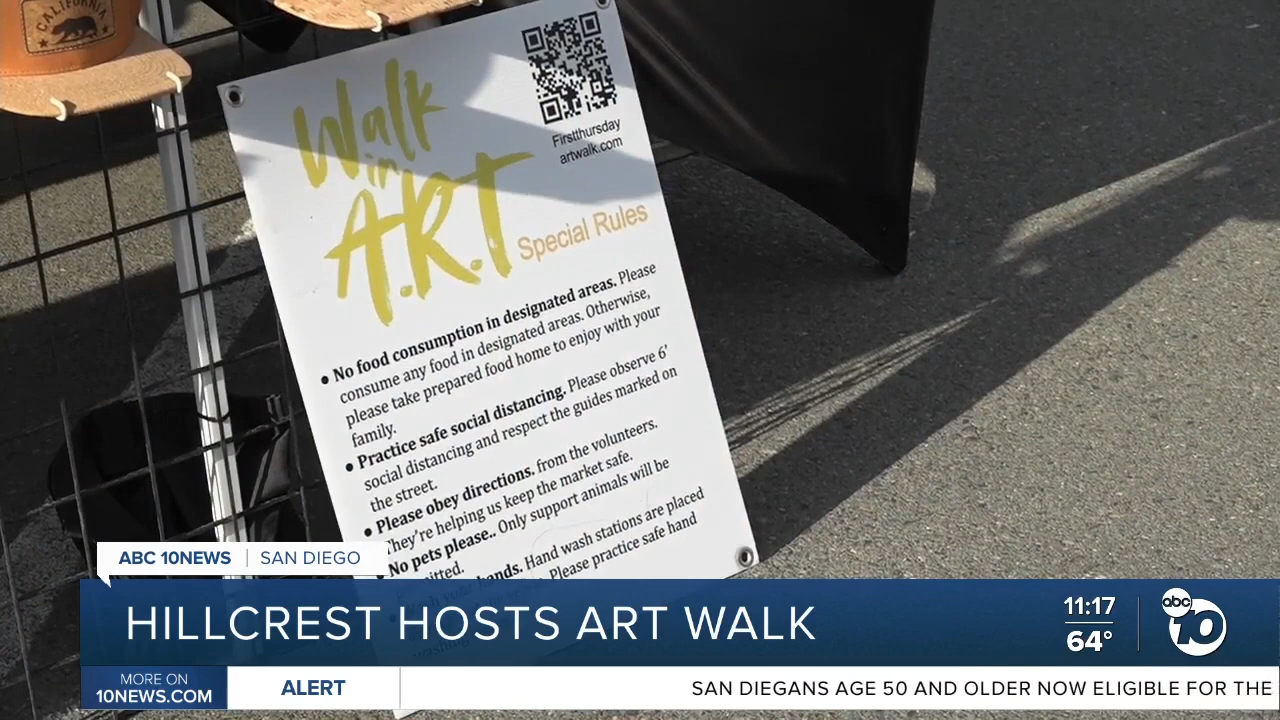 CALIFORNIA
Walk
in
A.R.T
Special Rules
Firstthursday
artwalk.com
• No food consumption in designated areas. Please
consume any food in designated areas. Otherwise,
please take prepared food home to enjoy with your
family.
• Practice safe social distancing. Please observe 6'
social distancing and respect the guides marked on
the street.
• Please obey directions. from the volunteers.
They're helping us keep the market safe.
No pets please.. Only support animals will be
hands. Hand wash stations are placed
Please practice safe hand
ABC 10NEWS | SAN DIEGO
HILLCREST HOSTS ART WALK
11:17
64°
abc
10
MORE ON
10NEWS.COM
ALERT
SAN DIEGANS AGE 50 AND OLDER NOW ELIGIBLE FOR THE